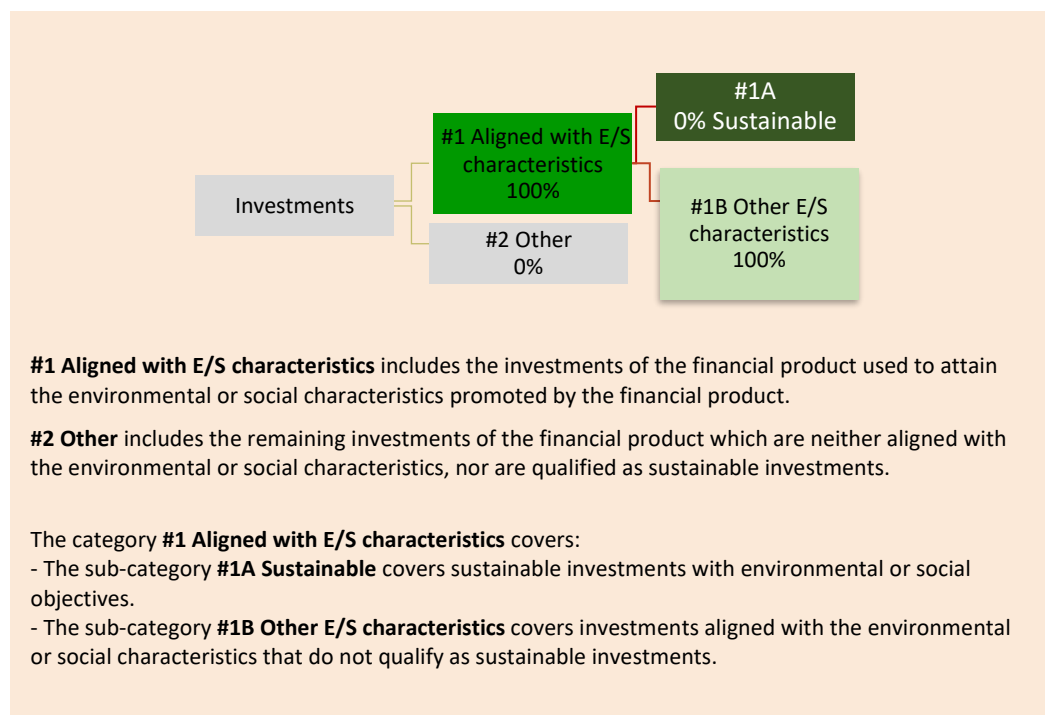 #1A
0% Sustainable
#1 Aligned with E/S
characteristics
100%
Investments
#1B Other E/S
characteristics
100%
#2 Other
0%
#1 Aligned with E/S characteristics includes the investments of the financial product used to attain
the environmental or social characteristics promoted by the financial product.
#2 Other includes the remaining investments of the financial product which are neither aligned with
the environmental or social characteristics, nor are qualified as sustainable investments.
The category #1 Aligned with E/S characteristics covers:
- The sub-category #1A Sustainable covers sustainable investments with environmental or social
objectives.
- The sub-category #1B Other E/S characteristics covers investments aligned with the environmental
or social characteristics that do not qualify as sustainable investments.